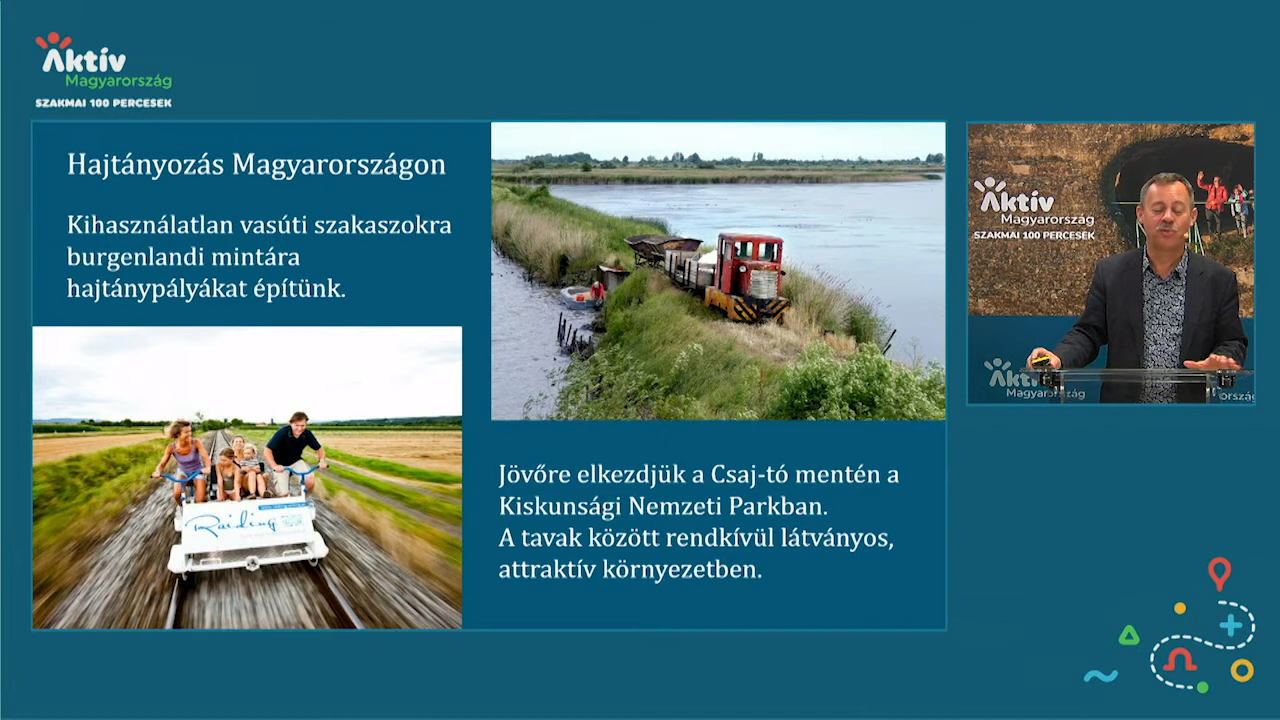 Aktív
Magyarország
SZAKMAI 100 PERCESEK
Hajtányozás Magyarországon
Kihasználatlan vasúti szakaszokra
burgenlandi mintára
hajtánypályákat építünk.
Raiding
Jövőre elkezdjük a Csaj-tó mentén a
Kiskunsági Nemzeti Parkban.
A tavak között rendkívül látványos,
attraktív környezetben.
Aktív
Magyarország
SZAKMAI 100 PERCESEK